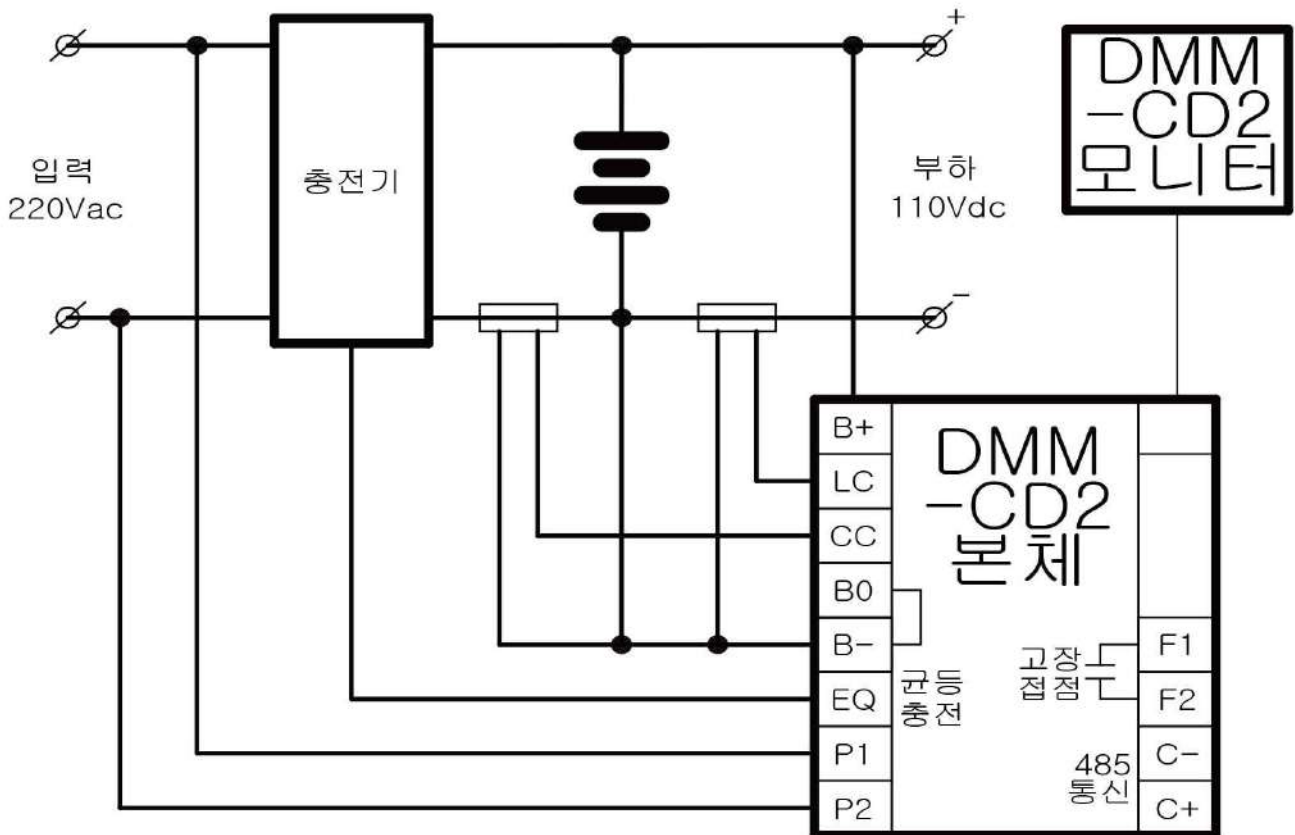 +
DMM
-CD2
모니터
입력
220Vac
충전기
부하
110Vdc
-
B+
LC
CC
B0
B-
EQ
P1
P2
DMM
-CD2
본체
균등
충전
고장
접점
485
통신
F1
F2
C-
C+